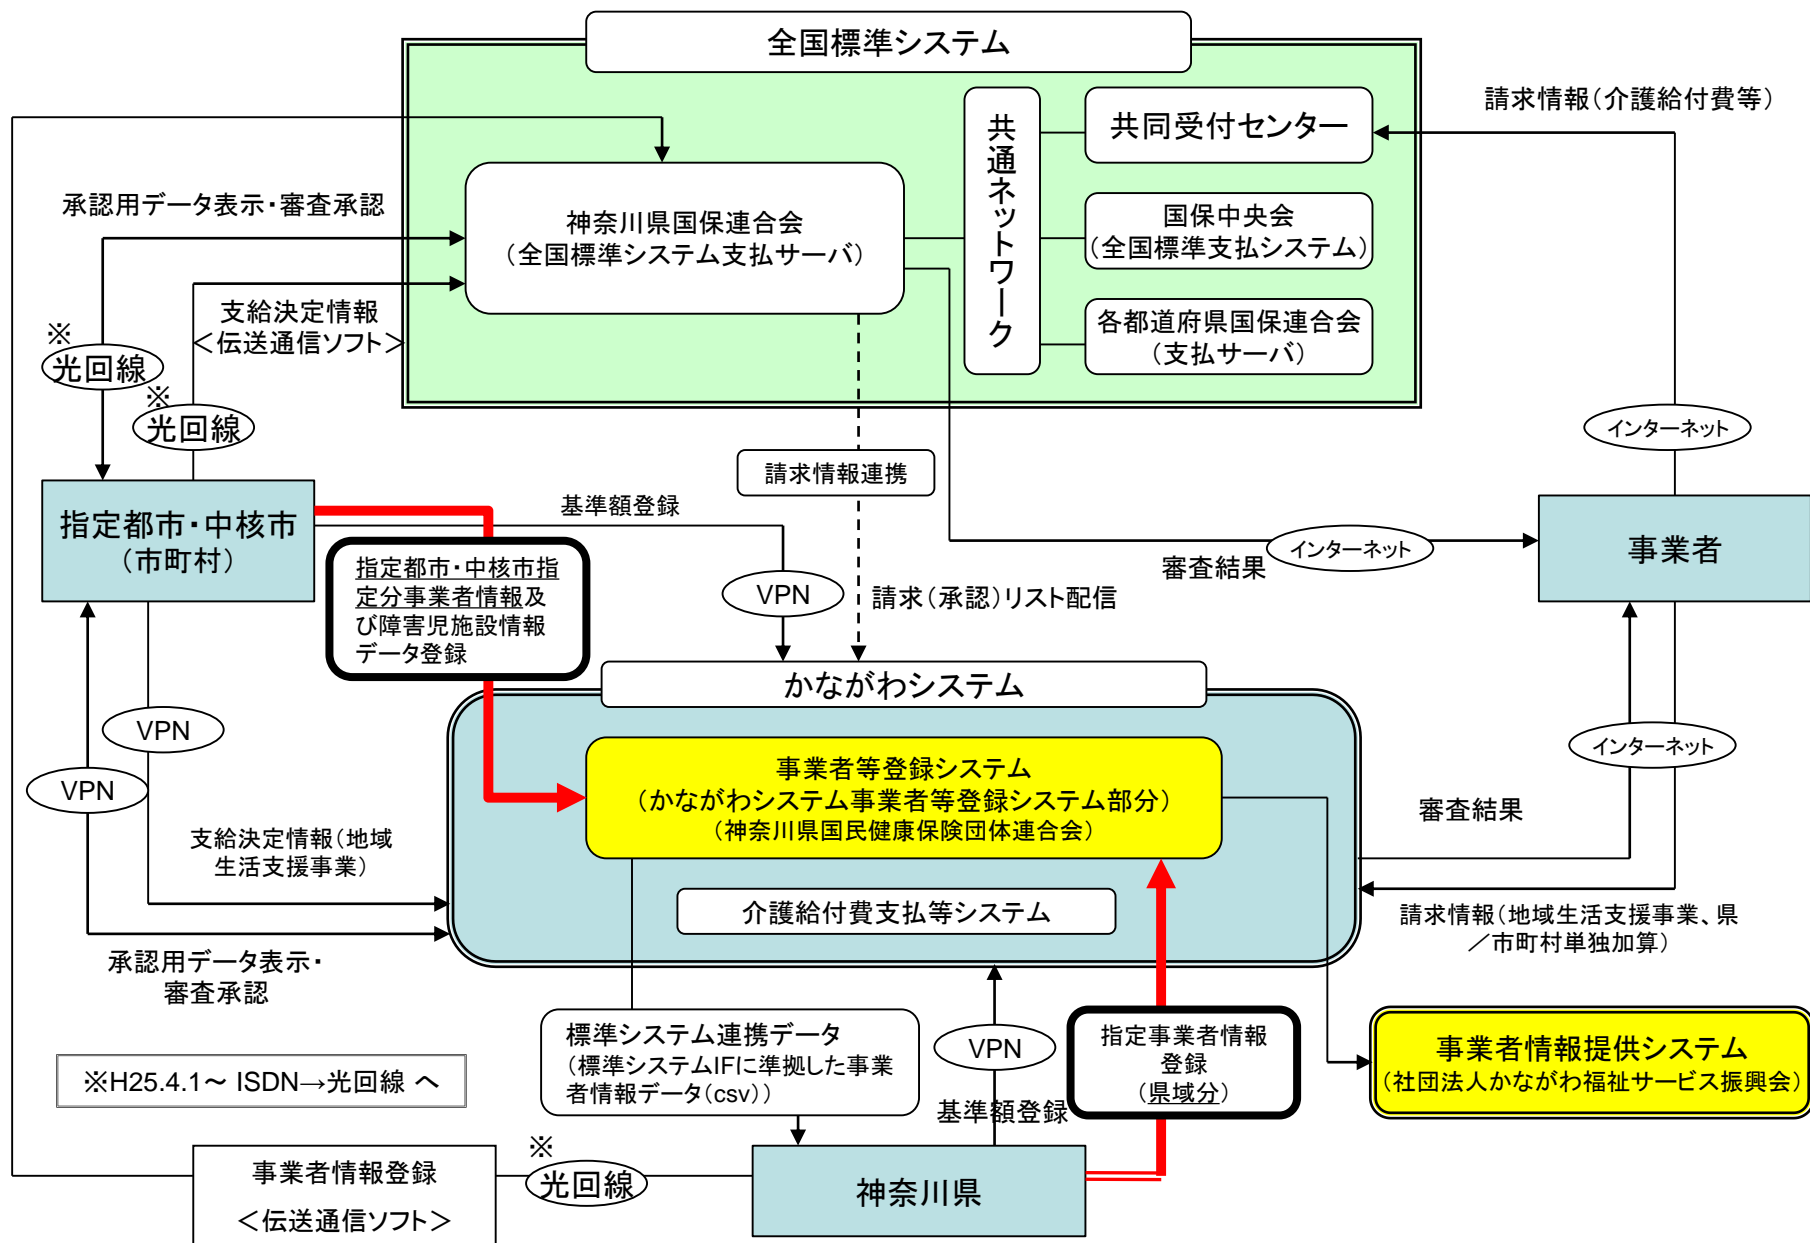 全国標準システム
請求情報（介護給付費等）
共同受付センター
共通ネットワーク
承認用データ表示・審査承認
神奈川県国保連合会
（全国標準システム支払サーバ）
国保中央会
（全国標準支払システム）
支給決定情報
＜伝送通信ソフト＞
各都道府県国保連合会
（支払サーバ）
※
光回線
※
光回線
インターネット
請求情報連携
基準額登録
指定都市・中核市
（市町村）
事業者
インターネット
審査結果
指定都市・中核市指
定分事業者情報及
び障害児施設情報
データ登録
VPN
請求（承認）リスト配信
かながわシステム
VPN
VPN
インターネット
事業者等登録システム
（かながわシステム事業者等登録システム部分）
（神奈川県国民健康保険団体連合会）
審査結果
支給決定情報（地域
生活支援事業）
介護給付費支払等システム
請求情報（地域生活支援事業、県
／市町村単独加算）
承認用データ表示・
審査承認
標準システム連携データ
（標準システムIFに準拠した事業
者情報データ（csv））
VPN
指定事業者情報
登録
（県域分）
事業者情報提供システム
（社団法人かながわ福祉サービス振興会）
※H25.4.1～ ISDN→光回線 へ
基準額登録
事業者情報登録
＜伝送通信ソフト＞
※
光回線
神奈川県